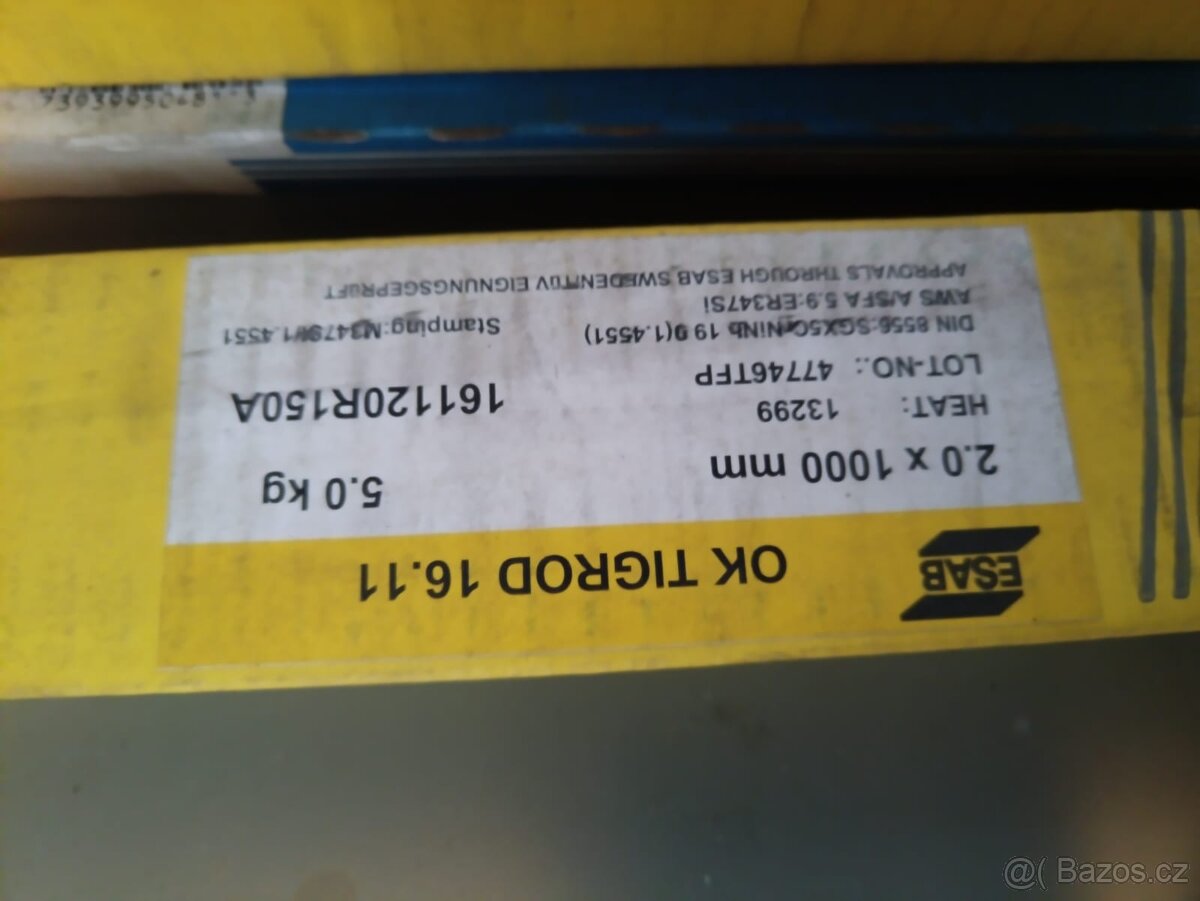 ESAB
OK TIGROD 16.11
2.0 x 1000 mm
5.0 kg
HEAT: 13299
161120R150A
LOT-NO.: 47746TFP
DIN 8556:SGX5CrNiNb 19 9(1.4551)
Stamping:M347Si/1.4551
AWS A/SFA 5.9:ER347Si
APPROVALS THROUGH ESAB SWEDEN/TÜV EIGNUNGSGEPRÜFT
@( Bazos.cz